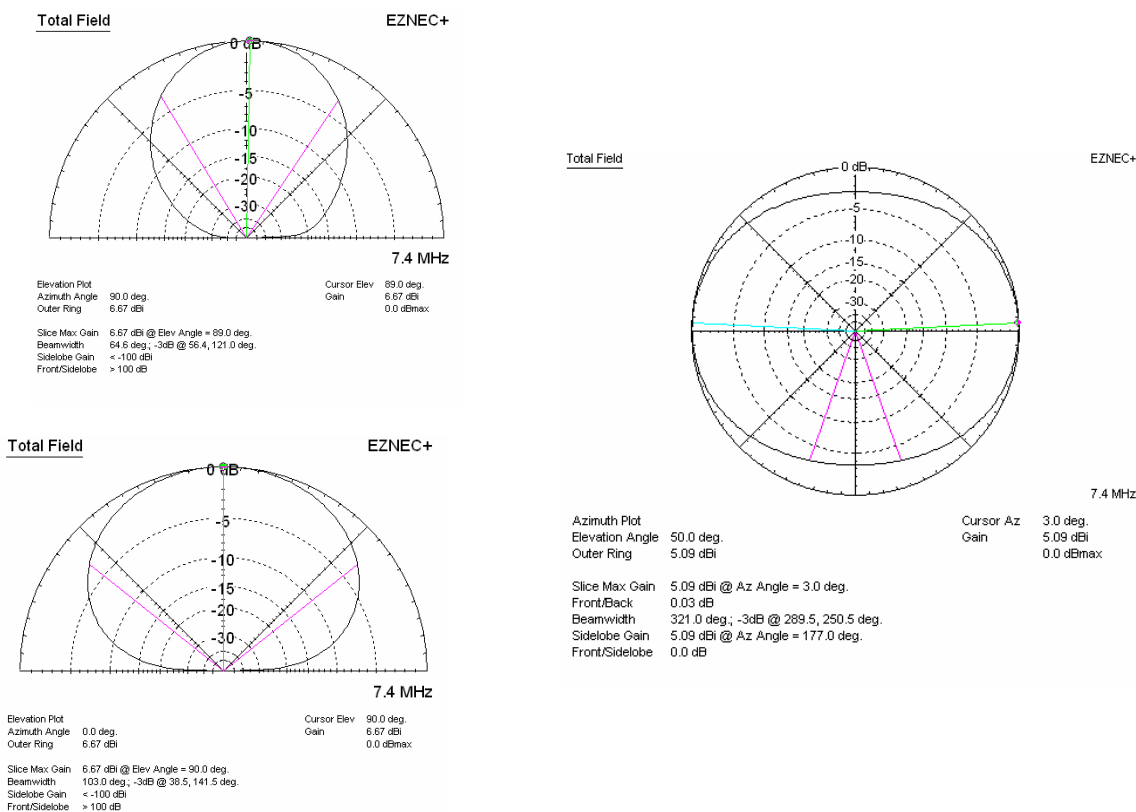 Total Field EZNEC+
0 dB
-5
-10
-15
-20
-30
7.4 MHz
Elevation Plot Cursor Elev 89.0 deg.
Azimuth Angle 90.0 deg. Gain 6.67 dBi
Outer Ring 6.67 dBi 0.0 dBmax
Slice Max Gain 6.67 dBi @ Elev Angle = 89.0 deg.
Beamwidth 64.6 deg.; -3dB @ 56.4, 121.0 deg.
Sidelobe Gain < -100 dBi
Front/Sidelobe > 100 dB
Total Field EZNEC+
0 dB
-5
-10
-15
-20
-30
7.4 MHz
Elevation Plot Cursor Elev 90.0 deg.
Azimuth Angle 0.0 deg. Gain 6.67 dBi
Outer Ring 6.67 dBi 0.0 dBmax
Slice Max Gain 6.67 dBi @ Elev Angle = 90.0 deg.
Beamwidth 103.0 deg.; -3dB @ 38.5, 141.5 deg.
Sidelobe Gain < -100 dBi
Front/Sidelobe > 100 dB
Total Field EZNEC+
0 dB
-5
-10
-15
-20
-30
7.4 MHz
Azimuth Plot Cursor Az 3.0 deg.
Elevation Angle 50.0 deg. Gain 5.09 dBi
Outer Ring 5.09 dBi 0.0 dBmax
Slice Max Gain 5.09 dBi @ Az Angle = 3.0 deg.
Front/Back 0.03 dB
Beamwidth 321.0 deg.; -3dB @ 289.5, 250.5 deg.
Sidelobe Gain 5.09 dBi @ Az Angle = 177.0 deg.
Front/Sidelobe 0.0 dB